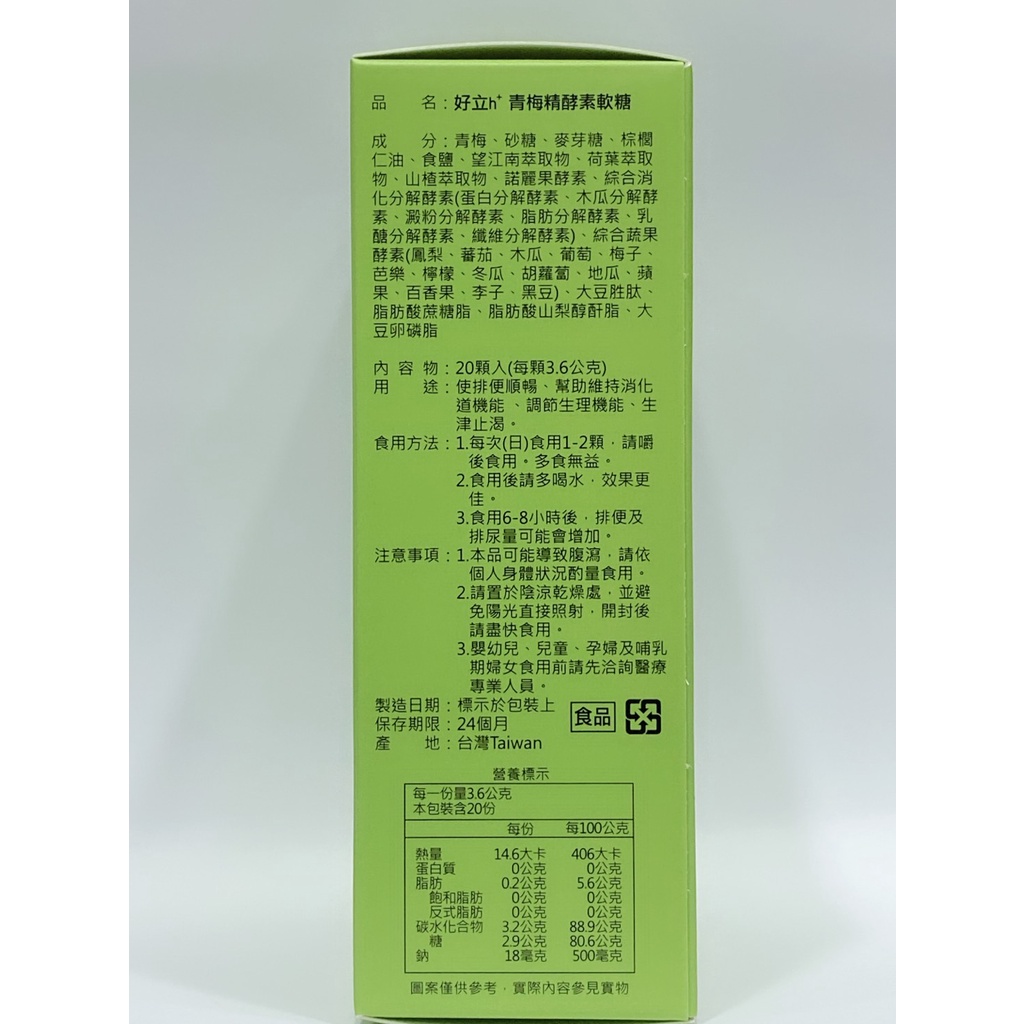 品　　名：好立h⁺ 青梅精酵素軟糖
成　　分：青梅、砂糖、麥芽糖、棕櫚
仁油、食鹽、望江南萃取物、荷葉萃取
物、山楂萃取物、諾麗果酵素、綜合消
化分解酵素(蛋白分解酵素、木瓜分解酵
素、澱粉分解酵素、脂肪分解酵素、乳
醣分解酵素、纖維分解酵素)、綜合蔬果
酵素(鳳梨、蕃茄、木瓜、葡萄、梅子、
芭樂、檸檬、冬瓜、胡蘿蔔、地瓜、蘋
果、百香果、李子、黑豆)、大豆胜肽、
脂肪酸蔗糖脂、脂肪酸山梨醇酐脂、大
豆卵磷脂
內 容 物：20顆入(每顆3.6公克)
用　　途：使排便順暢、幫助維持消化
道機能 、調節生理機能、生
津止渴。
食用方法：1.每次(日)食用1-2顆，請嚼
後食用。多食無益。
2.食用後請多喝水，效果更
佳。
3.食用6-8小時後，排便及
排尿量可能會增加。
注意事項：1.本品可能導致腹瀉，請依
個人身體狀況酌量食用。
2.請置於陰涼乾燥處，並避
免陽光直接照射，開封後
請盡快食用。
3.嬰幼兒、兒童、孕婦及哺乳
期婦女食用前請先洽詢醫療
專業人員。
製造日期：標示於包裝上
保存期限：24個月
產　　地：台灣Taiwan
食品
營養標示
每一份量3.6公克
本包裝含20份
每份　每100公克
熱量　14.6大卡　406大卡
蛋白質　0公克　0公克
脂肪　0.2公克　5.6公克
飽和脂肪　0公克　0公克
反式脂肪　0公克　0公克
碳水化合物　3.2公克　88.9公克
糖　2.9公克　80.6公克
鈉　18毫克　500毫克
圖案僅供參考，實際內容參見實物